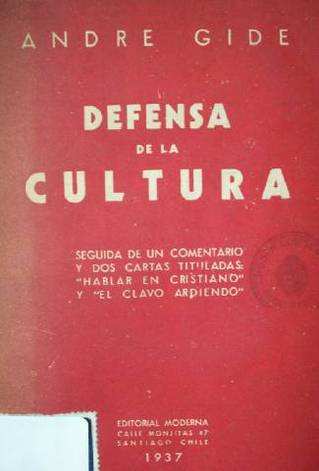 ANDRE GIDE
DEFENSA
DE LA
CULTURA
SEGUIDA DE UN COMENTARIO
Y DOS CARTAS TITULADAS:
"HABLAR EN CRISTIANO"
Y "EL CLAVO ARDIENDO"
EDITORIAL MODERNA
CALLE MONJITAS 47
SANTIAGO CHILE
1937